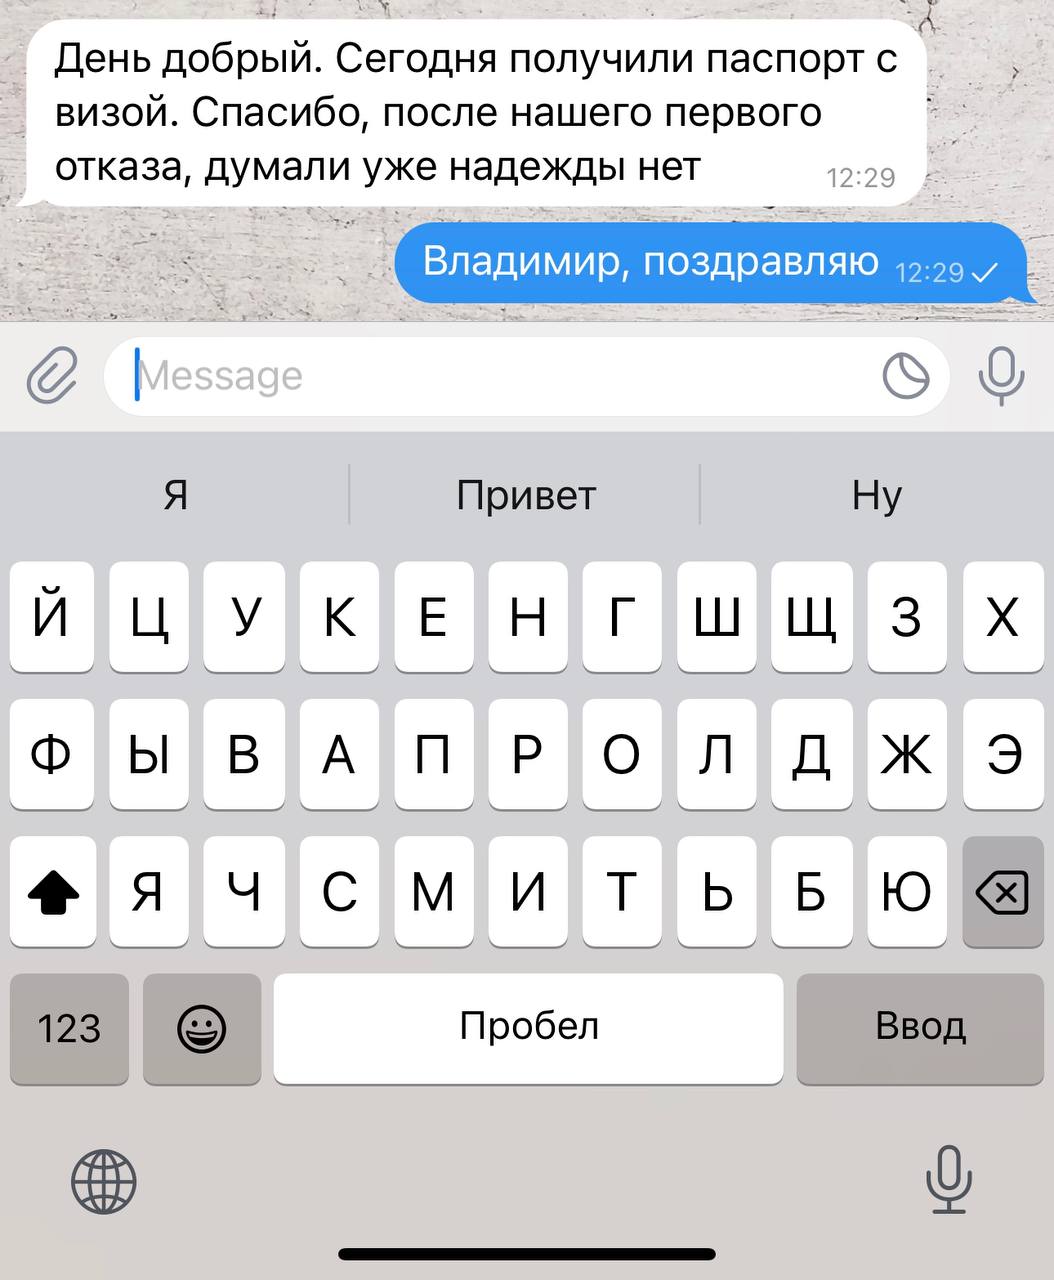 День добрый. Сегодня получили паспорт с
визой. Спасибо, после нашего первого
отказа, думали уже надежды нет 12:29
Владимир, поздравляю 12:29
Message
Я Привет Ну
Й Ц У К Е Н Г Ш Щ З Х
Ф Ы В А П Р О Л Д Ж Э
Я Ч С М И Т Ь Б Ю
123 Пробел Ввод